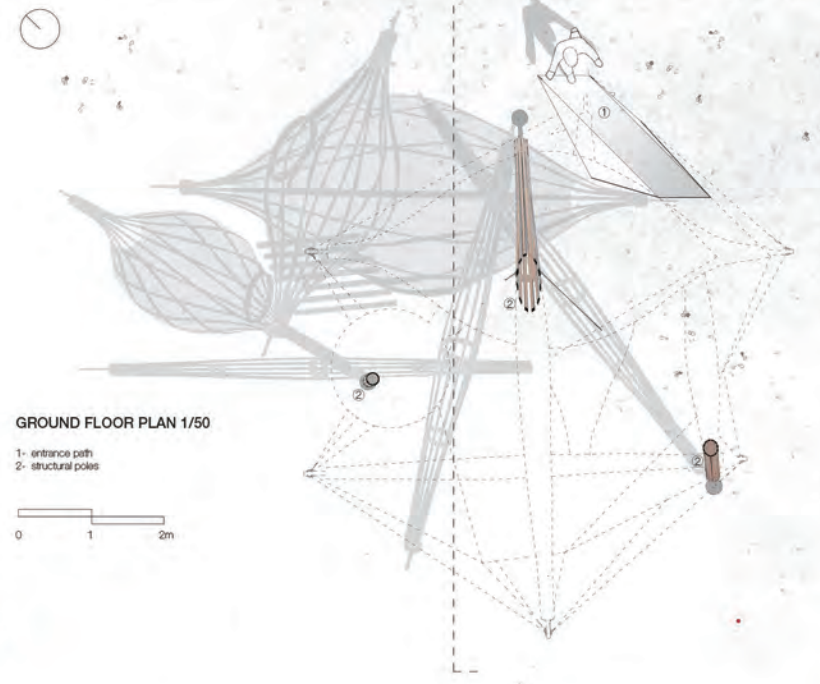 ①
②
②
②
GROUND FLOOR PLAN 1/50
1- entrance path
2- structural poles
0 1 2m